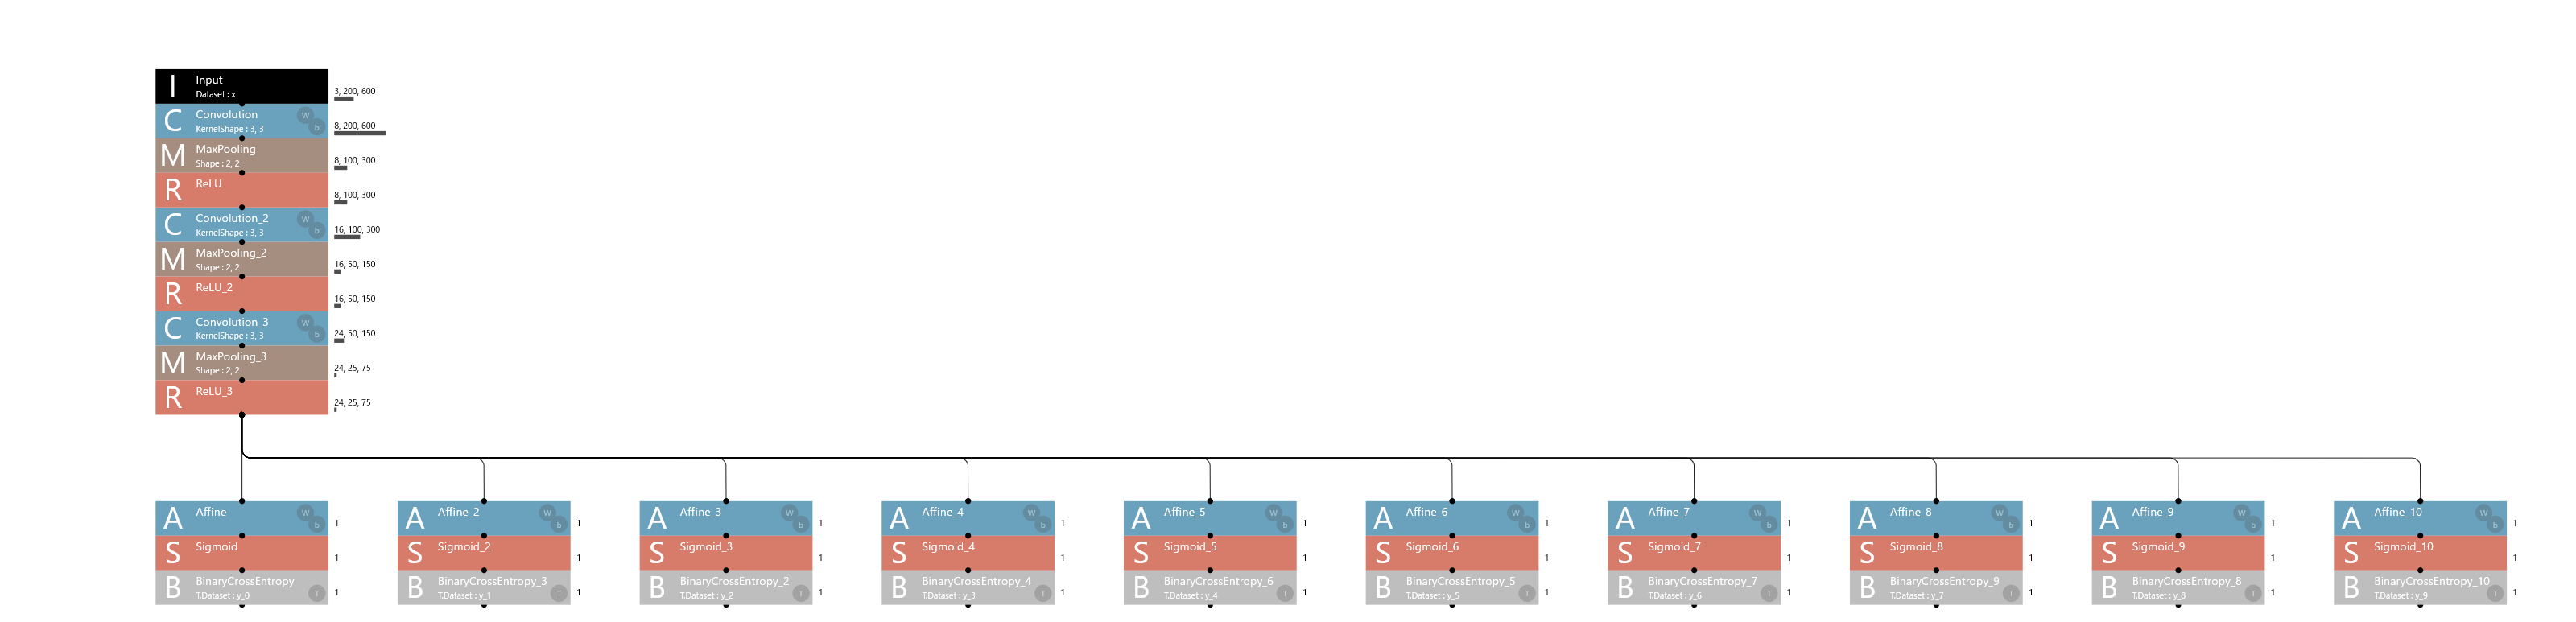 I
Input
Dataset : x
3, 200, 600
C
Convolution
KernelShape : 3, 3
W
b
8, 200, 600
M
MaxPooling
Shape : 2, 2
8, 100, 300
R
ReLU
8, 100, 300
C
Convolution_2
KernelShape : 3, 3
W
b
16, 100, 300
M
MaxPooling_2
Shape : 2, 2
16, 50, 150
R
ReLU_2
16, 50, 150
C
Convolution_3
KernelShape : 3, 3
W
b
24, 50, 150
M
MaxPooling_3
Shape : 2, 2
24, 25, 75
R
ReLU_3
24, 25, 75
A
Affine
W
b
1
S
Sigmoid
1
B
BinaryCrossEntropy
T.Dataset : y_0
T
1
A
Affine_2
W
b
1
S
Sigmoid_2
1
B
BinaryCrossEntropy_3
T.Dataset : y_1
T
1
A
Affine_3
W
b
1
S
Sigmoid_3
1
B
BinaryCrossEntropy_2
T.Dataset : y_2
T
1
A
Affine_4
W
b
1
S
Sigmoid_4
1
B
BinaryCrossEntropy_4
T.Dataset : y_3
T
1
A
Affine_5
W
b
1
S
Sigmoid_5
1
B
BinaryCrossEntropy_6
T.Dataset : y_4
T
1
A
Affine_6
W
b
1
S
Sigmoid_6
1
B
BinaryCrossEntropy_5
T.Dataset : y_5
T
1
A
Affine_7
W
b
1
S
Sigmoid_7
1
B
BinaryCrossEntropy_7
T.Dataset : y_6
T
1
A
Affine_8
W
b
1
S
Sigmoid_8
1
B
BinaryCrossEntropy_9
T.Dataset : y_7
T
1
A
Affine_9
W
b
1
S
Sigmoid_9
1
B
BinaryCrossEntropy_8
T.Dataset : y_8
T
1
A
Affine_10
W
b
1
S
Sigmoid_10
1
B
BinaryCrossEntropy_10
T.Dataset : y_9
T
1